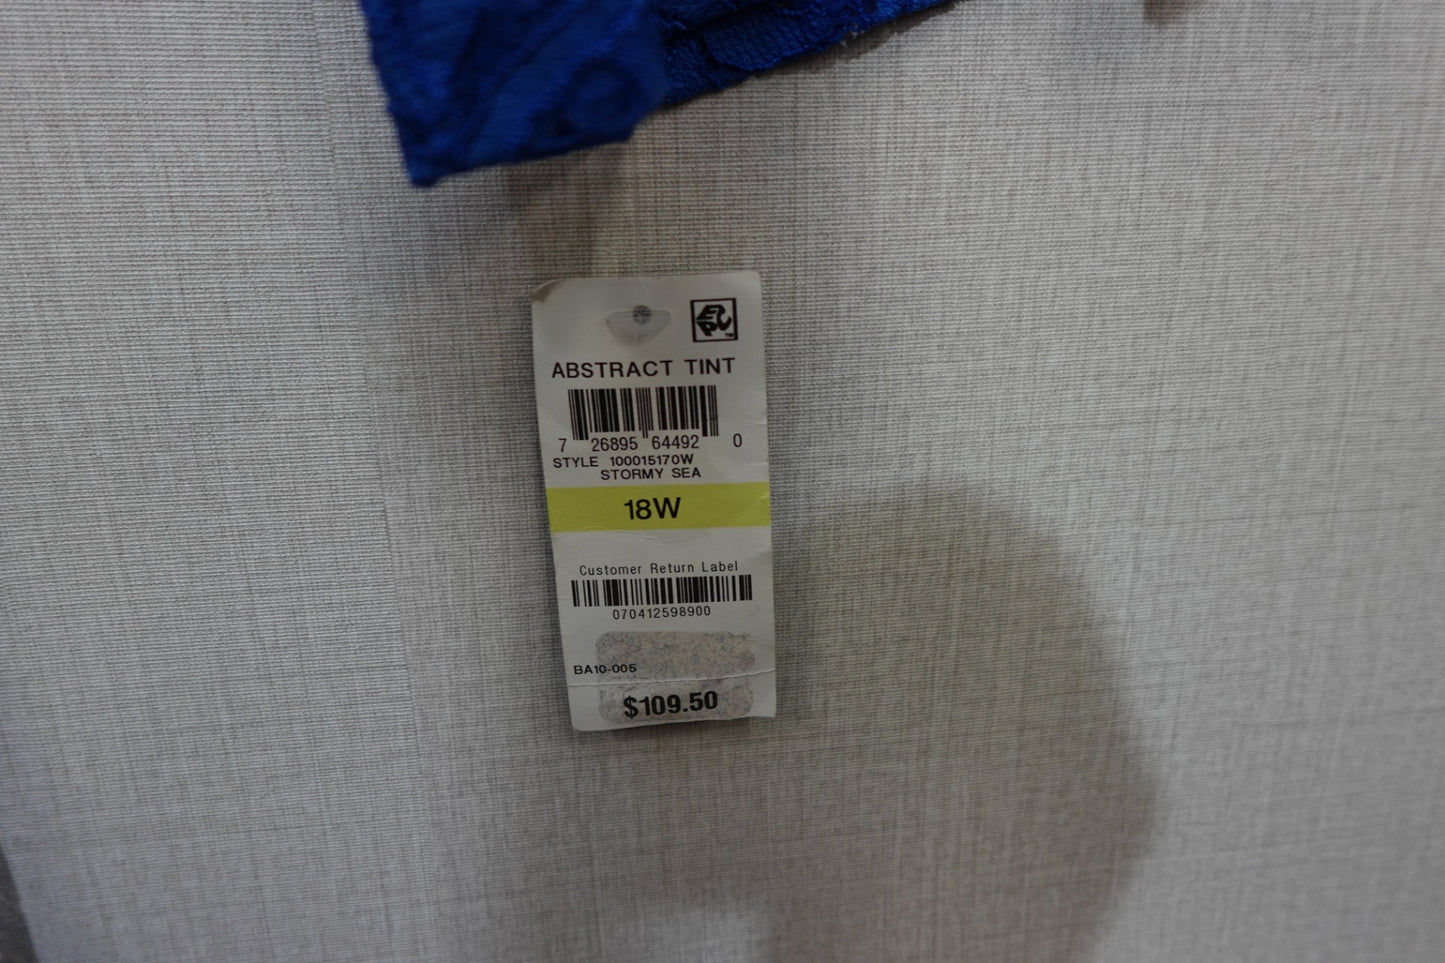 EPC
ABSTRACT TINT
7 26895 64492 0
STYLE 100015170W
STORMY SEA
18W
Customer Return Label
070412598900
BA10-005
$109.50